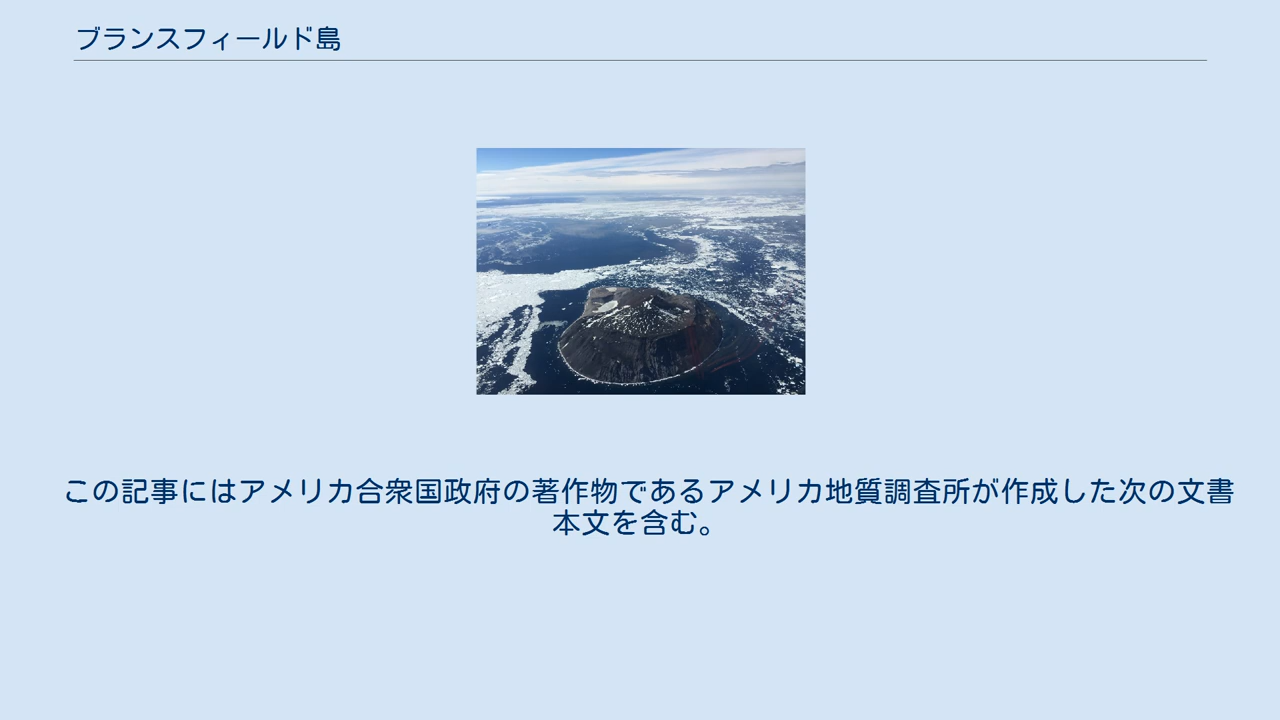 ブランスフィールド島
この記事にはアメリカ合衆国政府の著作物であるアメリカ地質調査所が作成した次の文書
本文を含む。